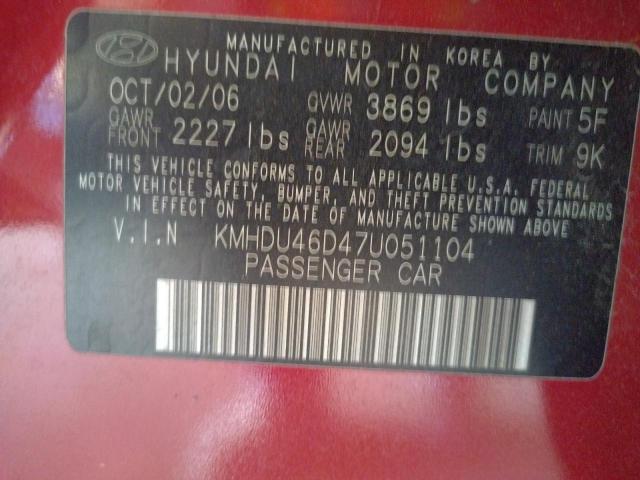 MANUFACTURED IN KOREA BY
HYUNDAI MOTOR COMPANY
OCT/02/06 GVWR 3869 lbs PAINT 5F
GAWR FRONT 2227 lbs GAWR REAR 2094 lbs TRIM 9K
THIS VEHICLE CONFORMS TO ALL APPLICABLE U.S.A. FEDERAL
MOTOR VEHICLE SAFETY, BUMPER, AND THEFT PREVENTION STANDARDS
IN EFFECT ON THE DATE OF MANUFACTURE SHOWN ABOVE
V.I.N KMHDU46D47U051104
PASSENGER CAR